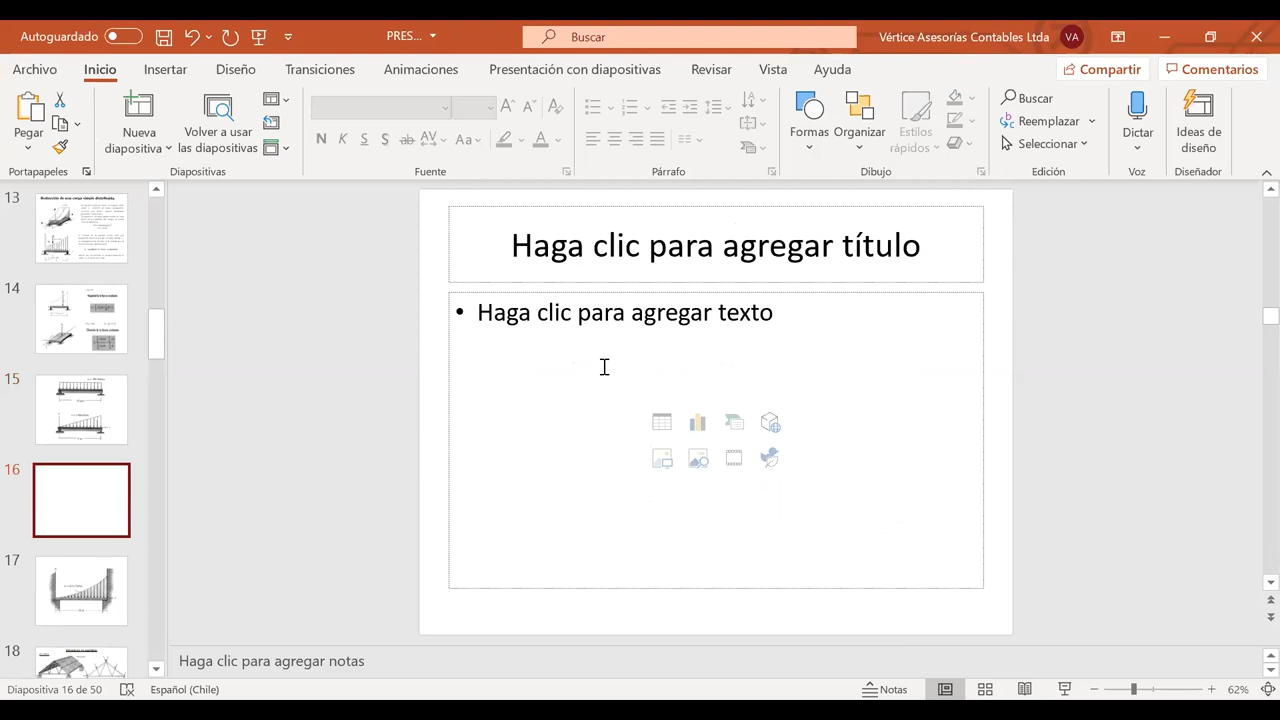 Autoguardado
PRES...
Buscar
Vértice Asesorías Contables Ltda
VA
Archivo
Inicio
Insertar
Diseño
Transiciones
Animaciones
Presentación con diapositivas
Revisar
Vista
Ayuda
Compartir
Comentarios
Pegar
Nueva diapositiva
Volver a usar las diapositivas
N K S S ab AV Aa A
Formas
Organizar
Estilos rápidos
Buscar
Reemplazar
Seleccionar
Dictar
Ideas de diseño
Portapapeles
Diapositivas
Fuente
Párrafo
Dibujo
Edición
Voz
Diseñador
13
14
15
16
17
18
Haga clic para agregar título
• Haga clic para agregar texto
Haga clic para agregar notas
Diapositiva 16 de 50
Español (Chile)
Notas
62%